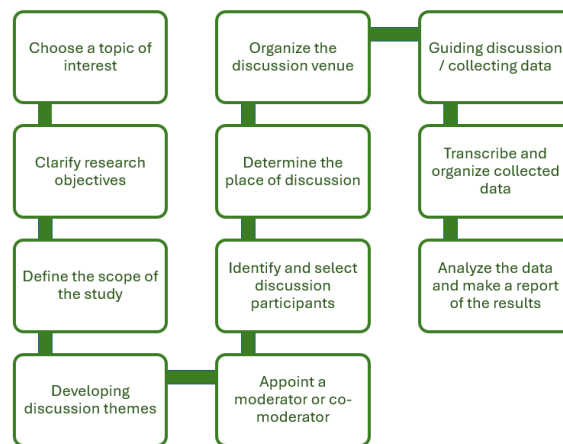 Choose a topic of
interest
Clarify research
objectives
Define the scope of
the study
Developing
discussion themes
Appoint a
moderator or co-
moderator
Identify and select
discussion
participants
Determine the
place of discussion
Organize the
discussion venue
Guiding discussion
/ collecting data
Transcribe and
organize collected
data
Analyze the data
and make a report
of the results